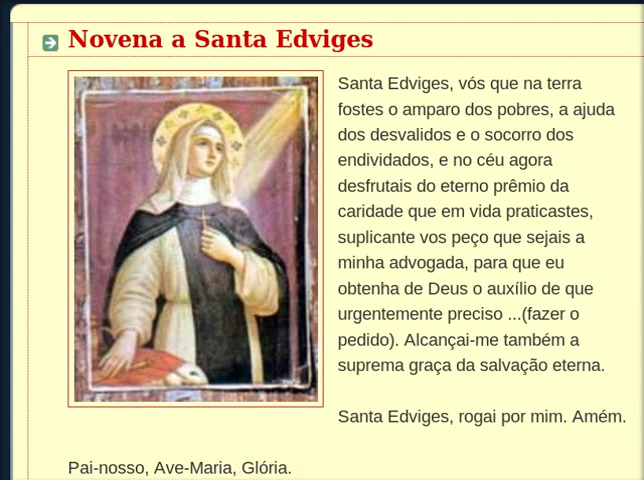 Novena a Santa Edviges
Santa Edviges, vós que na terra
fostes o amparo dos pobres, a ajuda
dos desvalidos e o socorro dos
endividados, e no céu agora
desfrutais do eterno prêmio da
caridade que em vida praticastes,
suplicante vos peço que sejais a
minha advogada, para que eu
obtenha de Deus o auxílio de que
urgentemente preciso ...(fazer o
pedido). Alcançai-me também a
suprema graça da salvação eterna.
Santa Edviges, rogai por mim. Amém.
Pai-nosso, Ave-Maria, Glória.